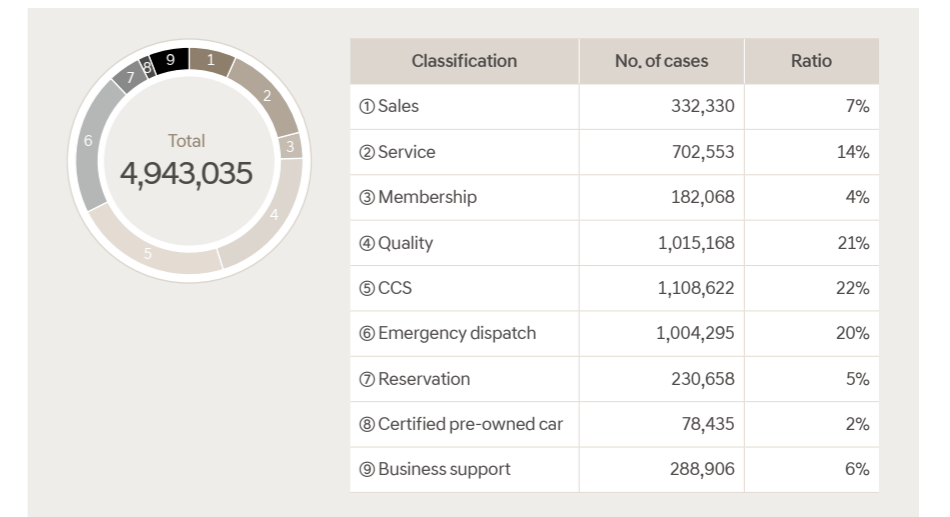 9
1
8
7
2
6
3
4
5
Total
4,943,035
Classification No. of cases Ratio
① Sales 332,330 7%
② Service 702,553 14%
③ Membership 182,068 4%
④ Quality 1,015,168 21%
⑤ CCS 1,108,622 22%
⑥ Emergency dispatch 1,004,295 20%
⑦ Reservation 230,658 5%
⑧ Certified pre-owned car 78,435 2%
⑨ Business support 288,906 6%